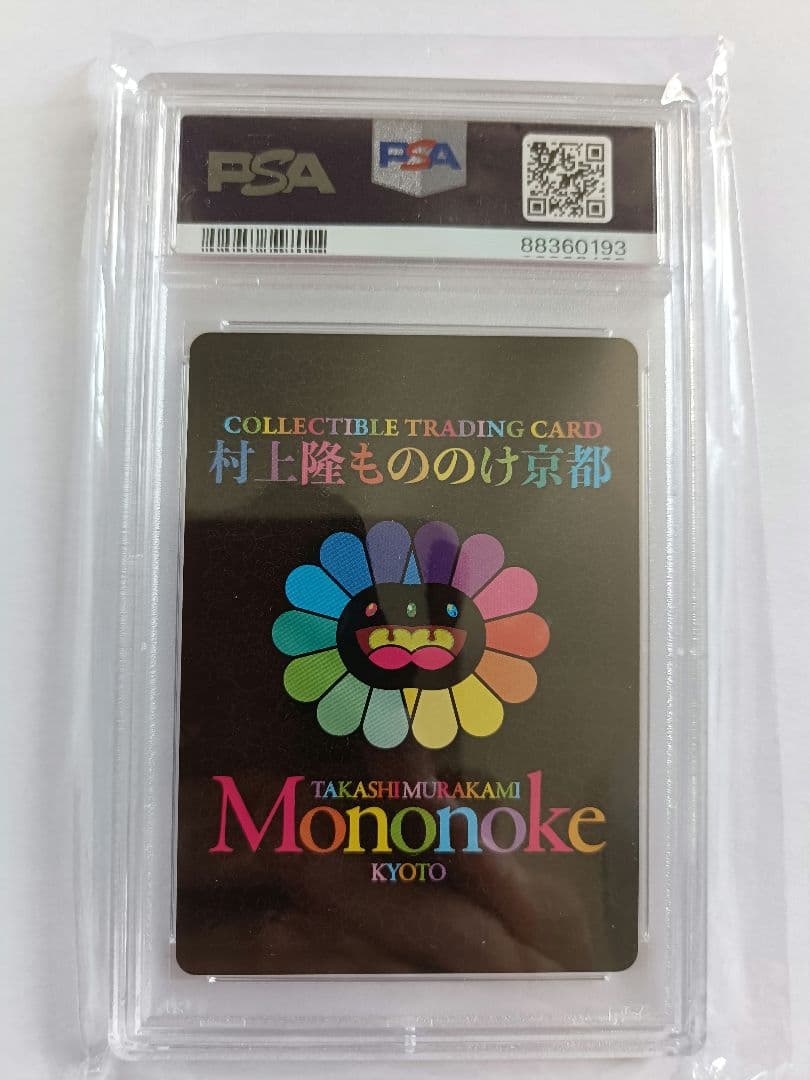 PSA
PSA
88360193
COLLECTIBLE TRADING CARD
村上隆もののけ京都
TAKASHI MURAKAMI
Mononoke
KYOTO